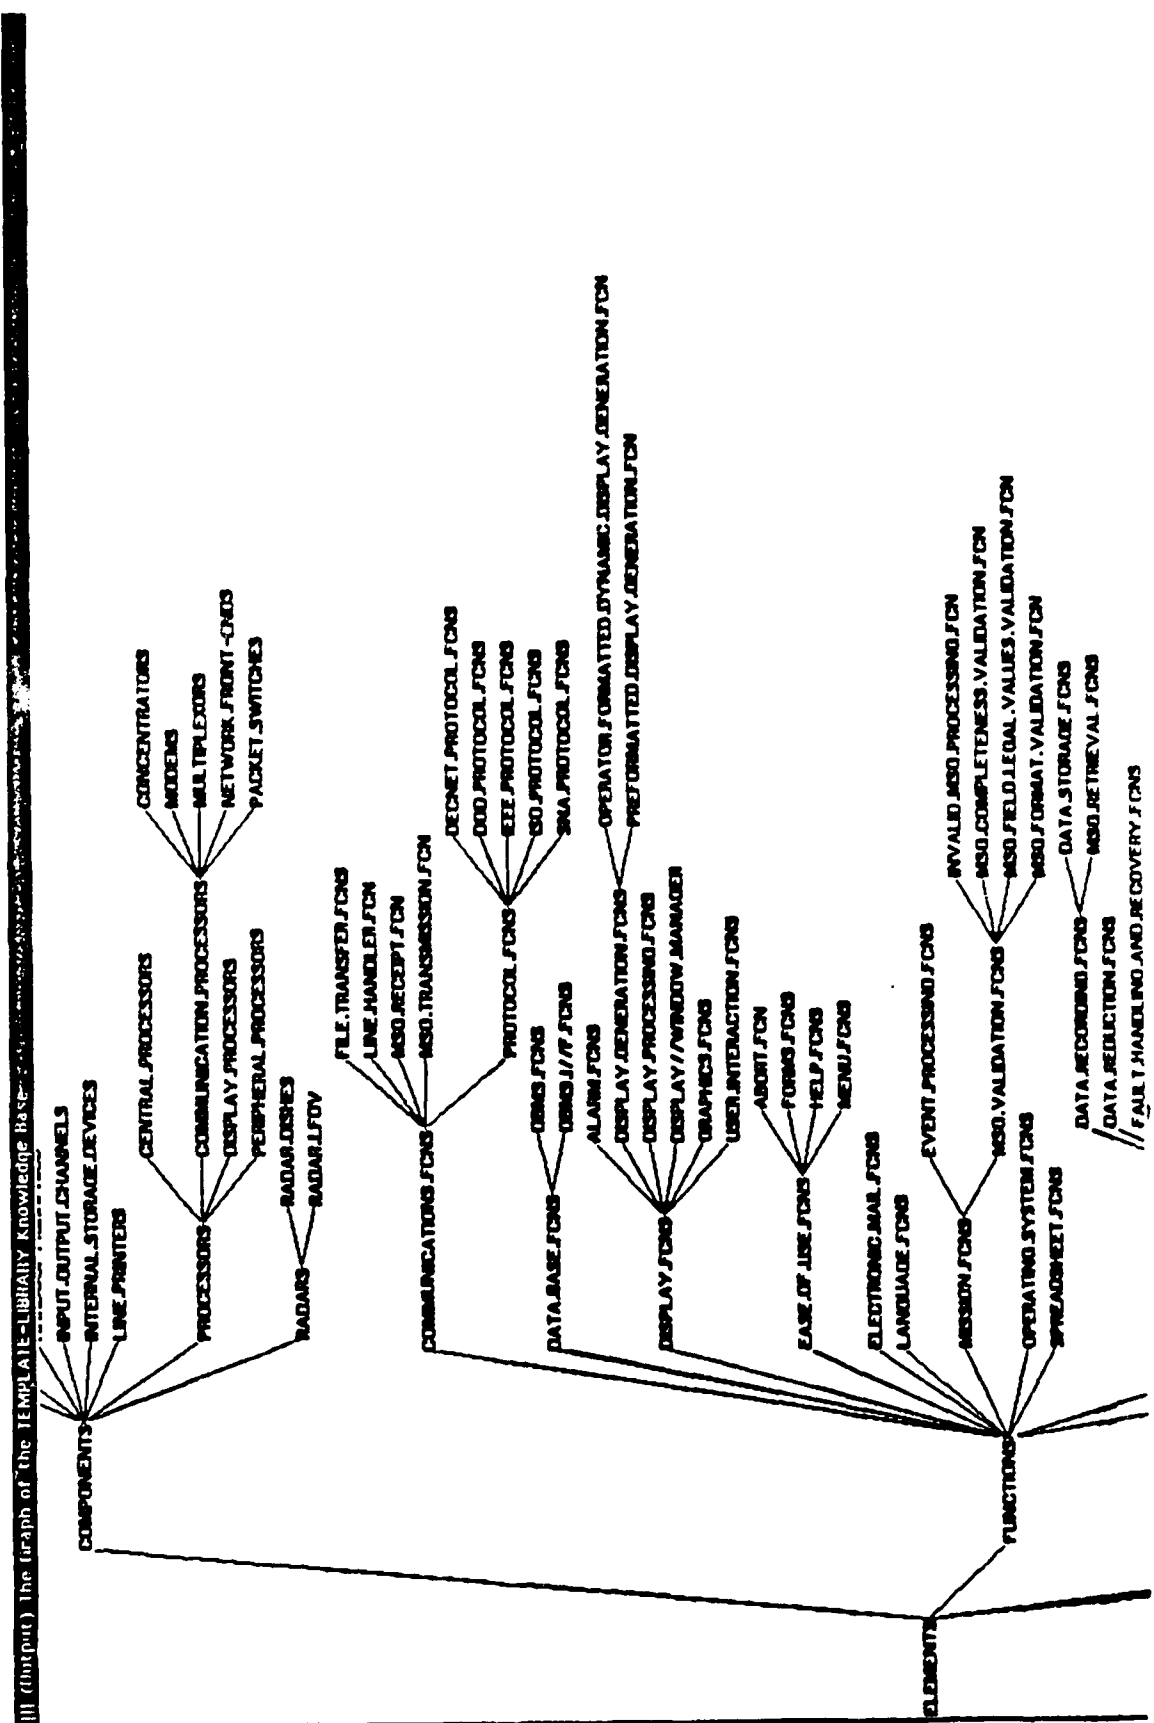 (Output) The Graph of the TEMPLATE-LIBRARY Knowledge Base
INPUT.OUTPUT.CHANNELS
INTERNAL.STORAGE.DEVICES
LINE.PRINTERS
COMPONENTS
CONCENTRATORS
MODEMS
MULTIPLEXORS
NETWORK.FRONT-ENDS
PACKET.SWITCHES
CENTRAL.PROCESSORS
COMMUNICATION.PROCESSORS
DISPLAY.PROCESSORS
PERIPHERAL.PROCESSORS
PROCESSORS
RADAR.DISHES
RADAR.LFOV
RADARS
FILE.TRANSFER.FCNS
LINE.HANDLER.FCN
MSG.RECEIPT.FCN
MSG.TRANSMISSION.FCN
COMMUNICATIONS.FCNS
DECNET.PROTOCOL.FCNS
DOD.PROTOCOL.FCNS
IEEE.PROTOCOL.FCNS
ISO.PROTOCOL.FCNS
SNA.PROTOCOL.FCNS
PROTOCOL.FCNS
DBMS.FCNS
DBMS.I//F.FCNS
DATA.BASE.FCNS
ALARM.FCNS
OPERATOR.FORMATTED.DYNAMIC.DISPLAY.GENERATION.FCN
PREFORMATTED.DISPLAY.GENERATION.FCN
DISPLAY.GENERATION.FCNS
DISPLAY.PROCESSING.FCNS
DISPLAY///WINDOW.MANAGER
GRAPHICS.FCNS
USER.INTERACTION.FCNS
DISPLAY.FCNS
ABORT.FCN
FORMS.FCNS
HELP.FCNS
MENU.FCNS
EASE.OF.USE.FCNS
ELECTRONIC.MAIL.FCNS
LANGUAGE.FCNS
EVENT.PROCESSING.FCNS
INVALID.MSG.PROCESSING.FCN
MSG.COMPLETENESS.VALIDATION.FCN
MSG.FIELD.LEGAL.VALUES.VALIDATION.FCN
MSG.FORMAT.VALIDATION.FCN
MSG.VALIDATION.FCNS
MISSION.FCNS
OPERATING.SYSTEM.FCNS
SPREADSHEET.FCNS
FUNCTIONS
ELEMENTS
DATA.STORAGE.FCNS
MSG.RETRIEVAL.FCNS
DATA.RECORDING.FCNS
DATA.REDUCTION.FCNS
FAULT.HANDLING.AND.RECOVERY.FCNS